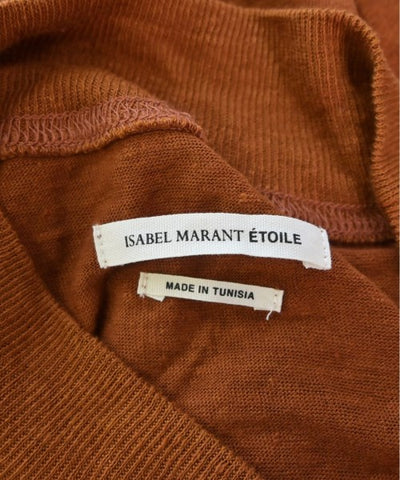 ISABEL MARANT ÉTOILE
MADE IN TUNISIA